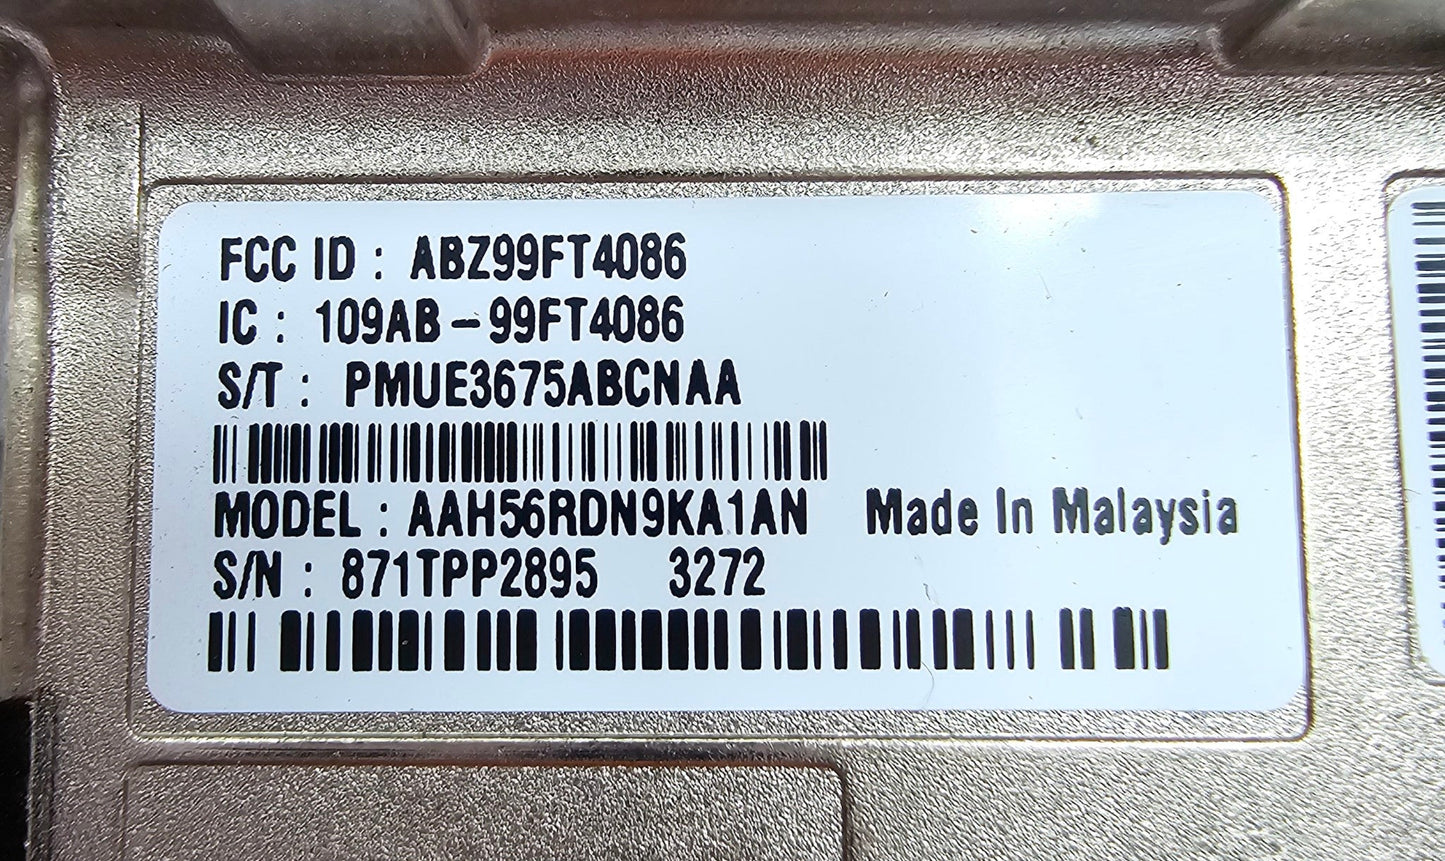 FCC ID : ABZ99FT4086
IC : 109AB-99FT4086
S/T : PMUE3675ABCNAA
MODEL : AAH56RDN9KA1AN Made In Malaysia
S/N : 871TPP2895 3272